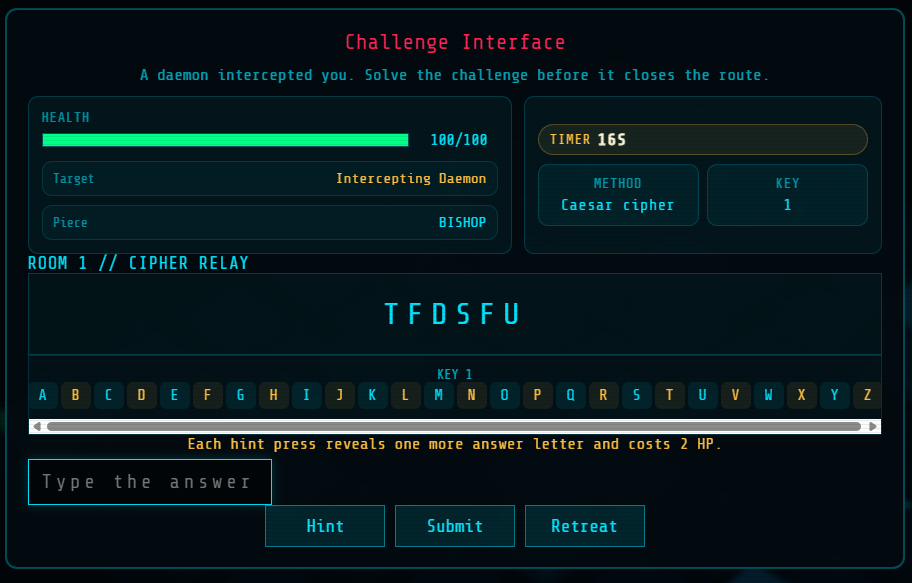 Challenge Interface
A daemon intercepted you. Solve the challenge before it closes the route.
HEALTH
100/100
Target Intercepting Daemon
Piece BISHOP
TIMER 16S
METHOD
Caesar cipher
KEY
1
ROOM 1 // CIPHER RELAY
TFDSFU
KEY 1
A B C D E F G H I J K L M N O P Q R S T U V W X Y Z
Each hint press reveals one more answer letter and costs 2 HP.
Type the answer
Hint Submit Retreat